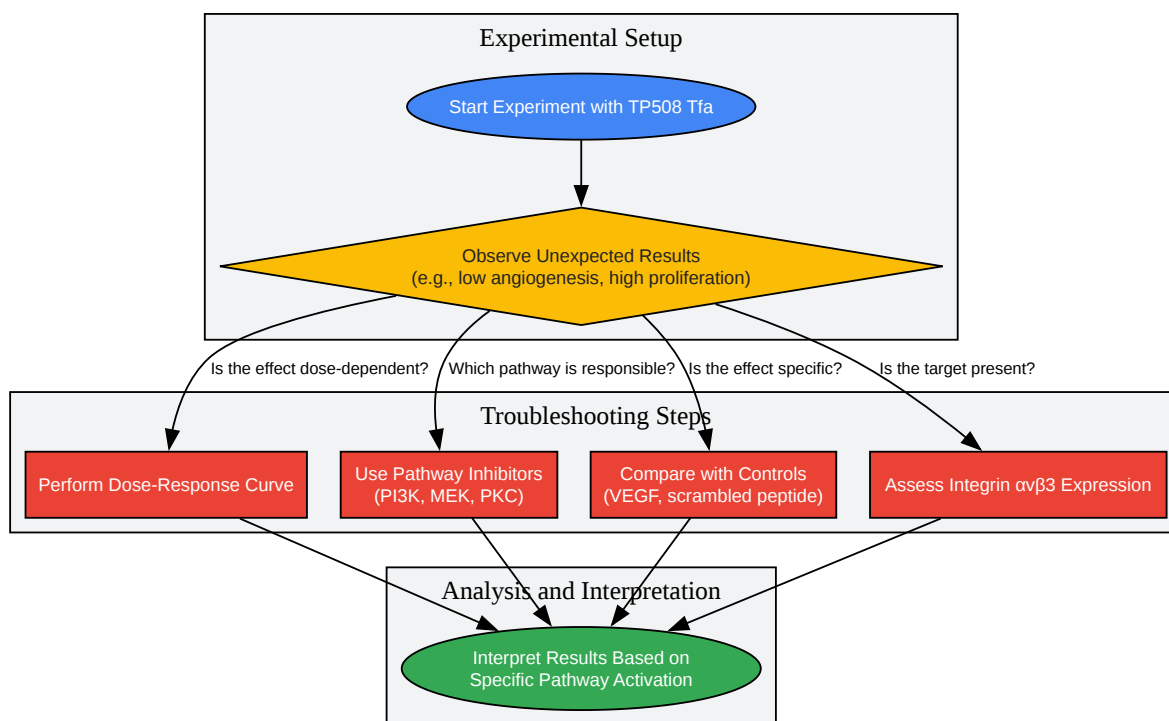 Experimental Setup
Start Experiment with TP508 Tfa
Observe Unexpected Results
(e.g., low angiogenesis, high proliferation)
Is the effect dose-dependent?
Which pathway is responsible?
Is the effect specific?
Is the target present?
Troubleshooting Steps
Perform Dose-Response Curve
Use Pathway Inhibitors
(PI3K, MEK, PKC)
Compare with Controls
(VEGF, scrambled peptide)
Assess Integrin αvβ3 Expression
Analysis and Interpretation
Interpret Results Based on
Specific Pathway Activation